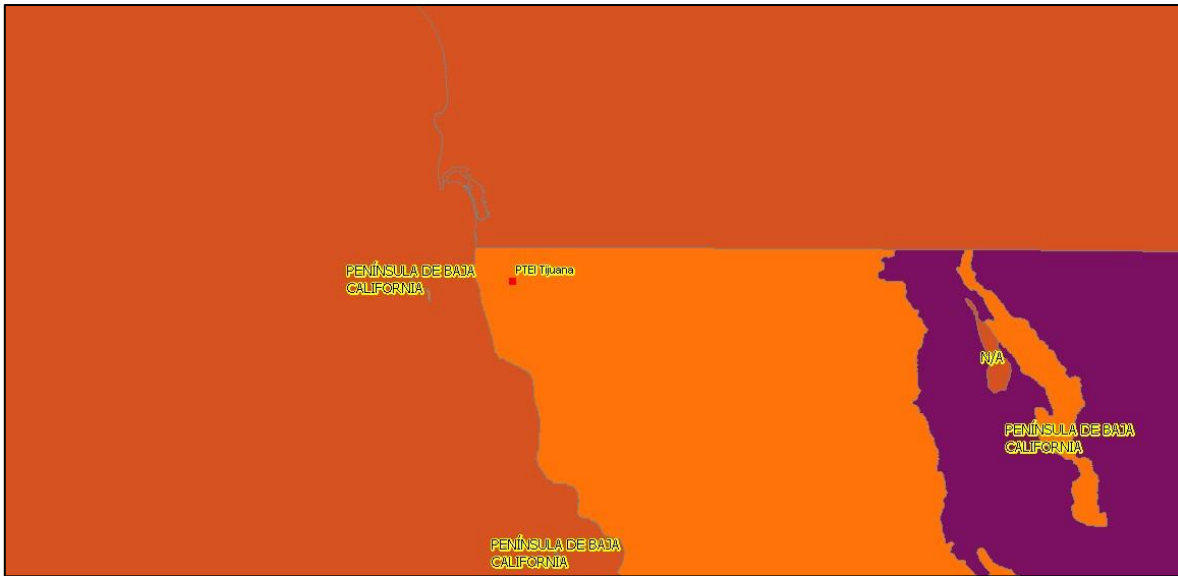 PENÍNSULA DE BAJA
CALIFORNIA
PTEI Tijuana
N/A
PENÍNSULA DE BAJA
CALIFORNIA
PENÍNSULA DE BAJA
CALIFORNIA